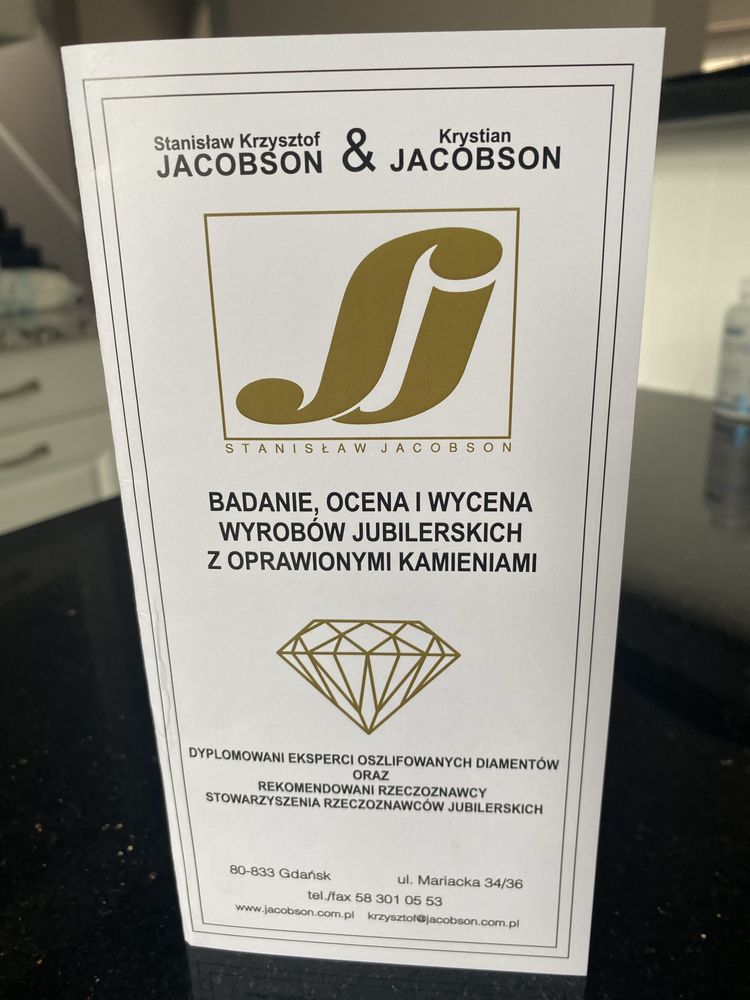 Stanisław Krzysztof
JACOBSON
&
Krystian
JACOBSON
STANISŁAW JACOBSON
BADANIE, OCENA I WYCENA
WYROBÓW JUBILERSKICH
Z OPRAWIONYMI KAMIENIAMI
DYPLOMOWANI EKSPERCI OSZLIFOWANYCH DIAMENTÓW
ORAZ
REKOMENDOWANI RZECZOZNAWCY
STOWARZYSZENIA RZECZOZNAWCÓW JUBILERSKICH
80-833 Gdańsk ul. Mariacka 34/36
tel./fax 58 301 05 53
www.jacobson.com.pl krzysztof@jacobson.com.pl